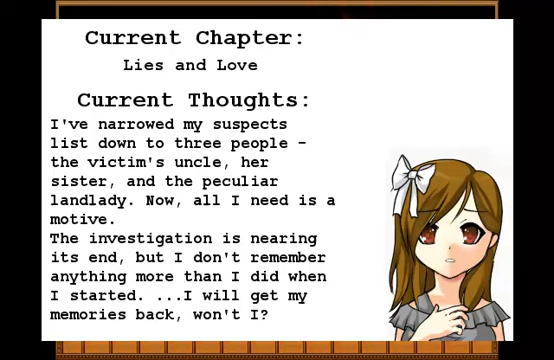 Current Chapter:
Lies and Love
Current Thoughts:
I've narrowed my suspects
list down to three people -
the victim's uncle, her
sister, and the peculiar
landlady. Now, all I need is a
motive.
The investigation is nearing
its end, but I don't remember
anything more than I did when
I started. ...I will get my
memories back, won't I?